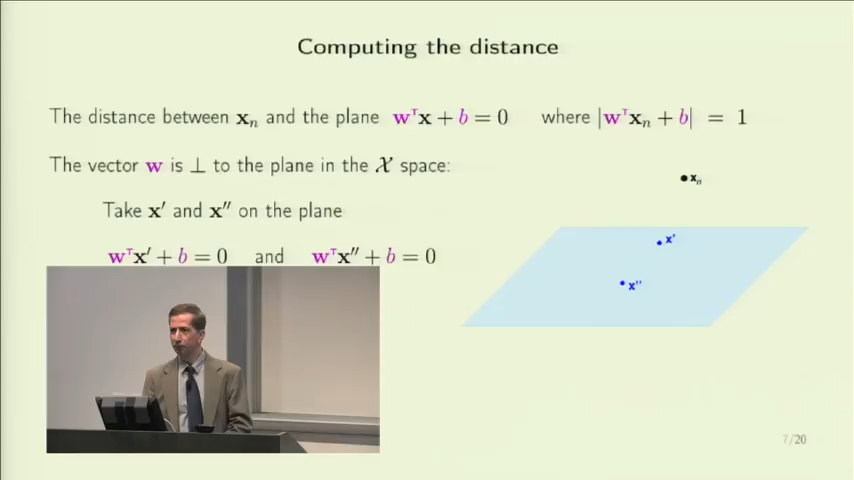 Computing the distance
The distance between xₙ and the plane wᵀx + b = 0 where |wᵀxₙ + b| = 1
The vector w is ⊥ to the plane in the 𝒳 space:
xₙ
Take x′ and x″ on the plane
x'
wᵀx′ + b = 0 and wᵀx″ + b = 0
x''
7/20